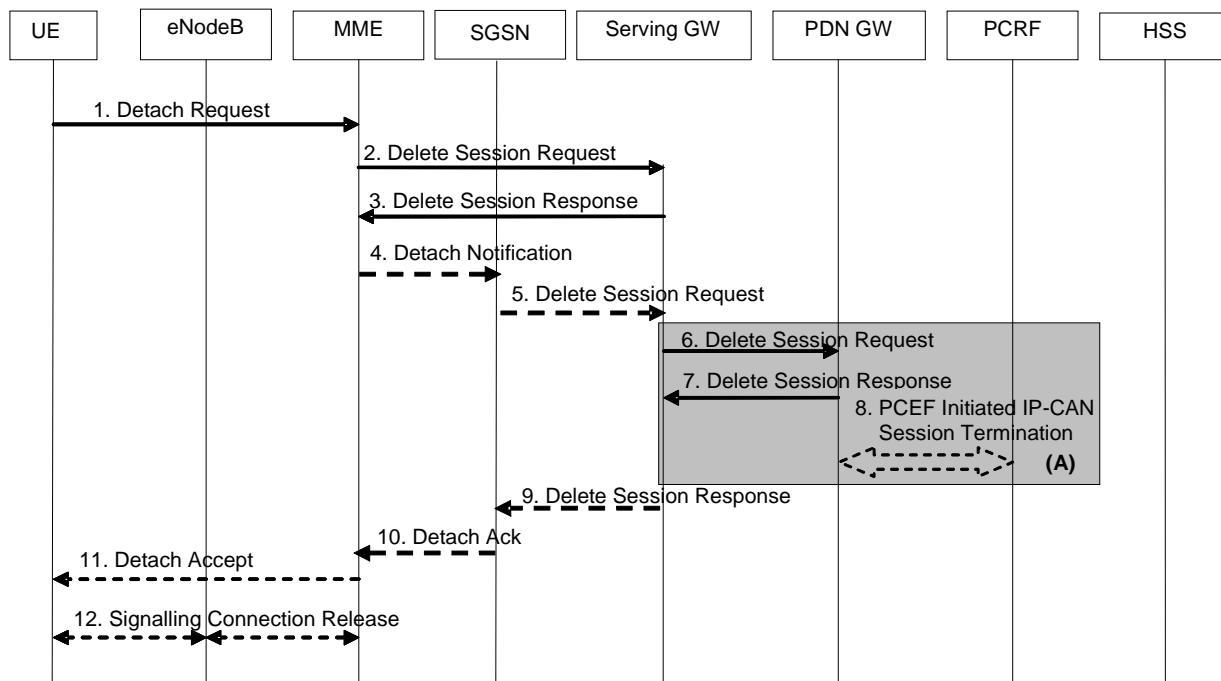 UE
eNodeB
MME
SGSN
Serving GW
PDN GW
PCRF
HSS
1. Detach Request
2. Delete Session Request
3. Delete Session Response
4. Detach Notification
5. Delete Session Request
6. Delete Session Request
7. Delete Session Response
8. PCEF Initiated IP-CAN
Session Termination
(A)
9. Delete Session Response
10. Detach Ack
11. Detach Accept
12. Signalling Connection Release